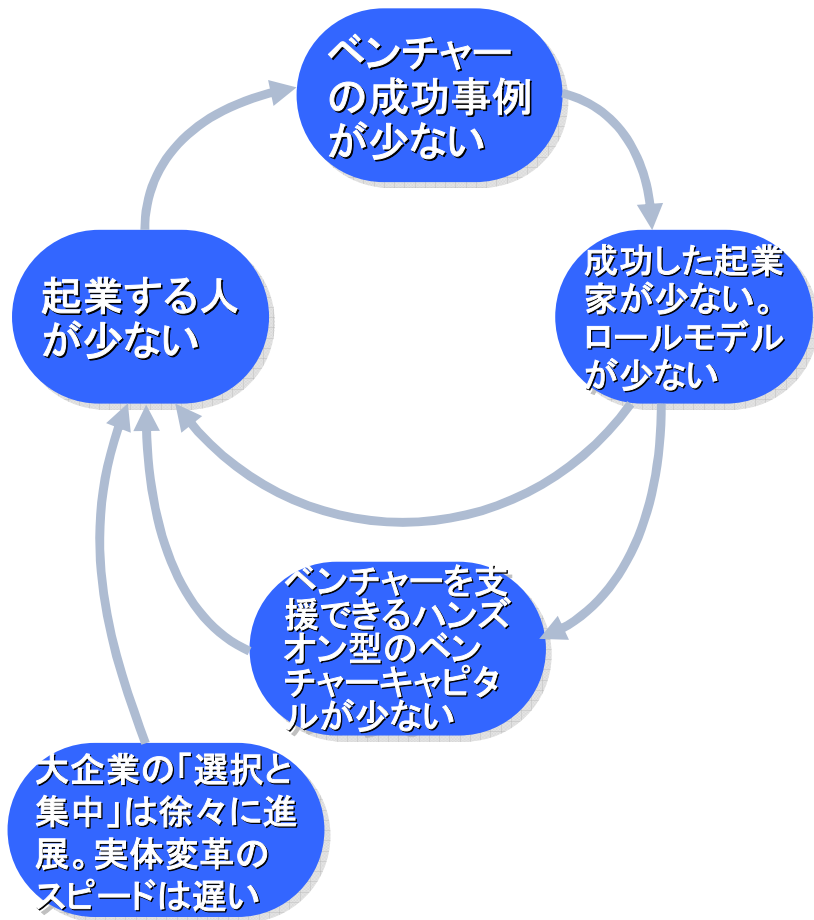 ベンチャー
の成功事例
が少ない
起業する人
が少ない
成功した起業
家が少ない。
ロールモデル
が少ない
ベンチャーを支
援できるハンズ
オン型のベン
チャーキャピタ
ルが少ない
大企業の「選択と
集中」は徐々に進
展。実体変革の
スピードは遅い